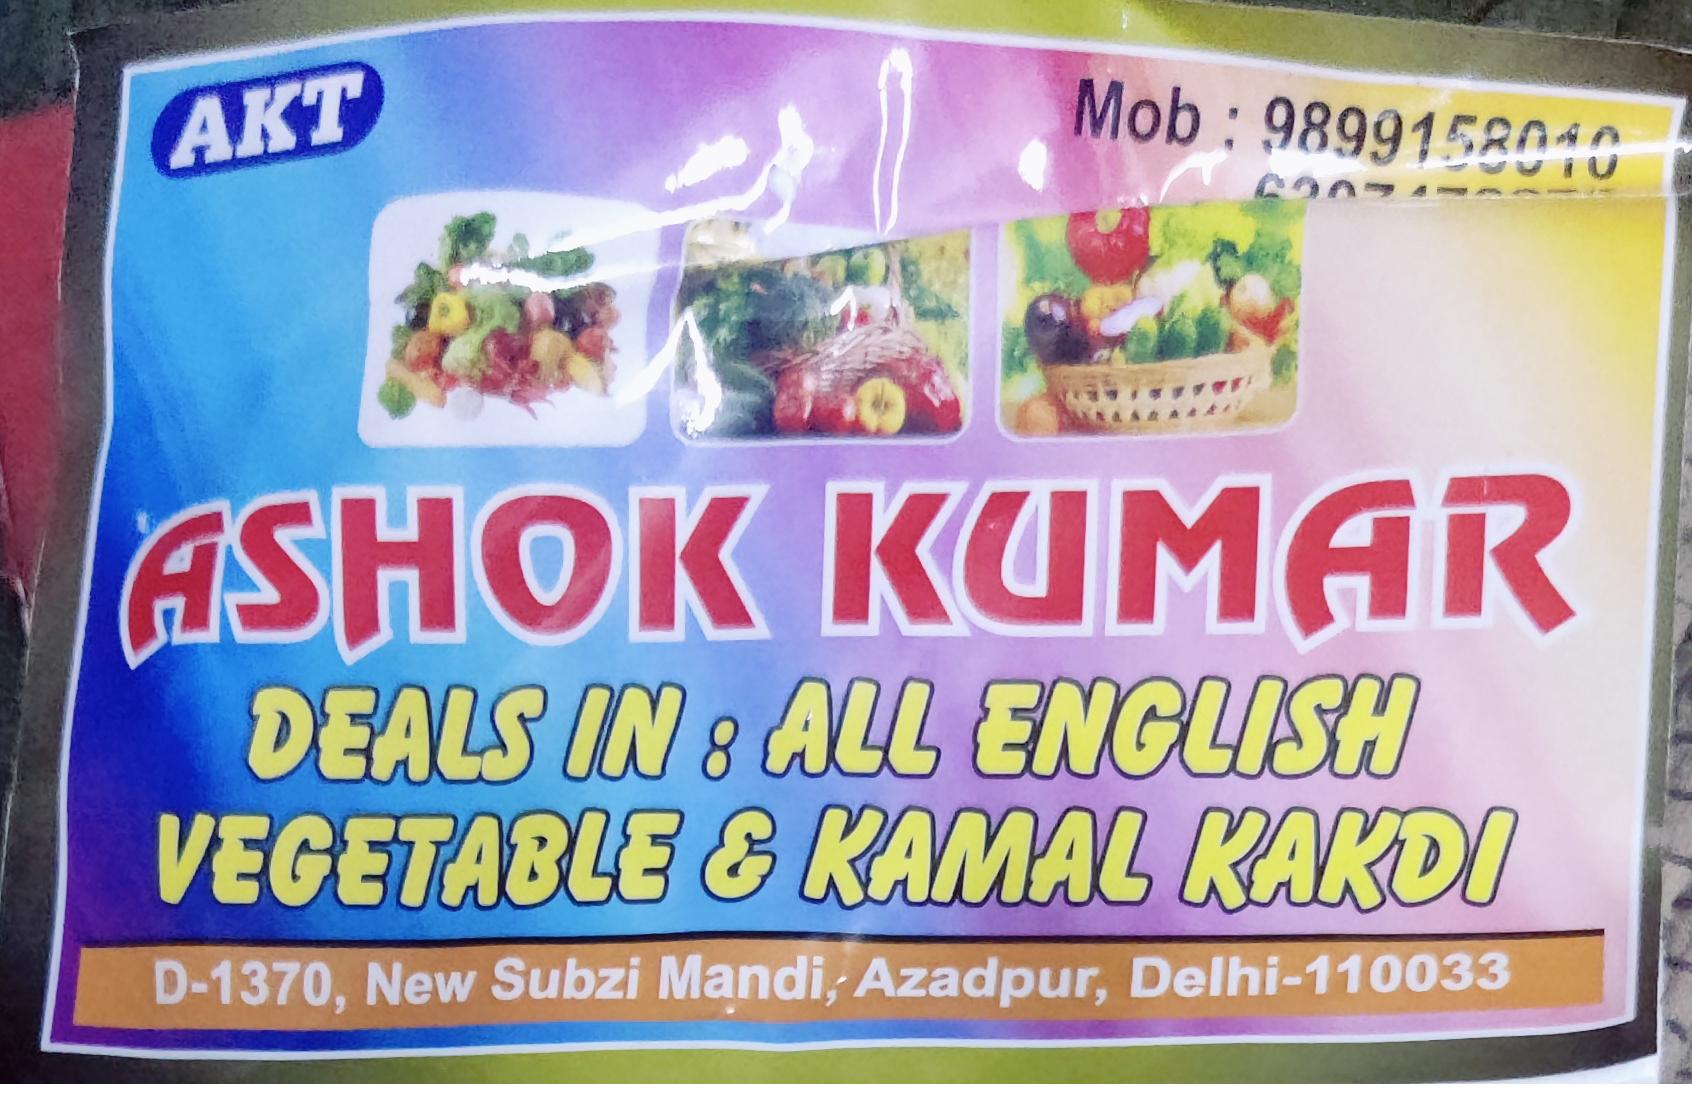 AKT
Mob : 9899158010
ASHOK KUMAR
DEALS IN : ALL ENGLISH
VEGETABLE & KAMAL KAKDI
D-1370, New Subzi Mandi, Azadpur, Delhi-110033